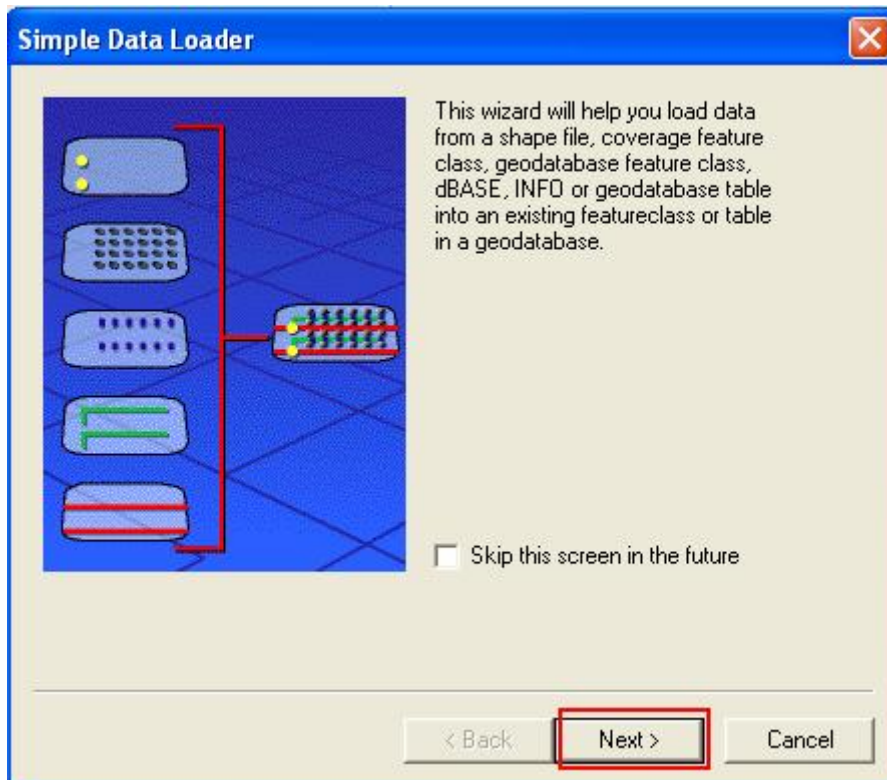 Simple Data Loader
This wizard will help you load data
from a shape file, coverage feature
class, geodatabase feature class,
dBASE, INFO or geodatabase table
into an existing featureclass or table
in a geodatabase.
Skip this screen in the future
< Back
Next >
Cancel